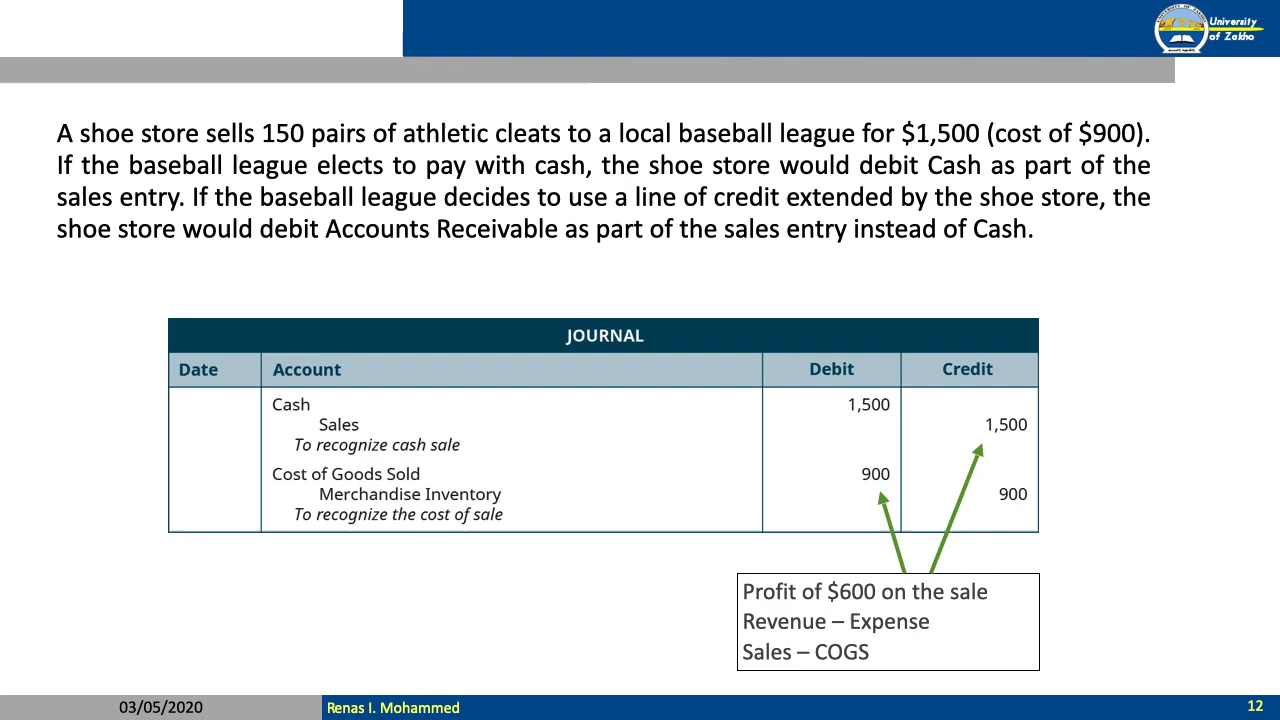 University
of Zakho
A shoe store sells 150 pairs of athletic cleats to a local baseball league for $1,500 (cost of $900).
If the baseball league elects to pay with cash, the shoe store would debit Cash as part of the
sales entry. If the baseball league decides to use a line of credit extended by the shoe store, the
shoe store would debit Accounts Receivable as part of the sales entry instead of Cash.
JOURNAL
Date Account Debit Credit
Cash 1,500
Sales 1,500
To recognize cash sale
Cost of Goods Sold 900
Merchandise Inventory 900
To recognize the cost of sale
Profit of $600 on the sale
Revenue – Expense
Sales – COGS
03/05/2020 Renas I. Mohammed 12